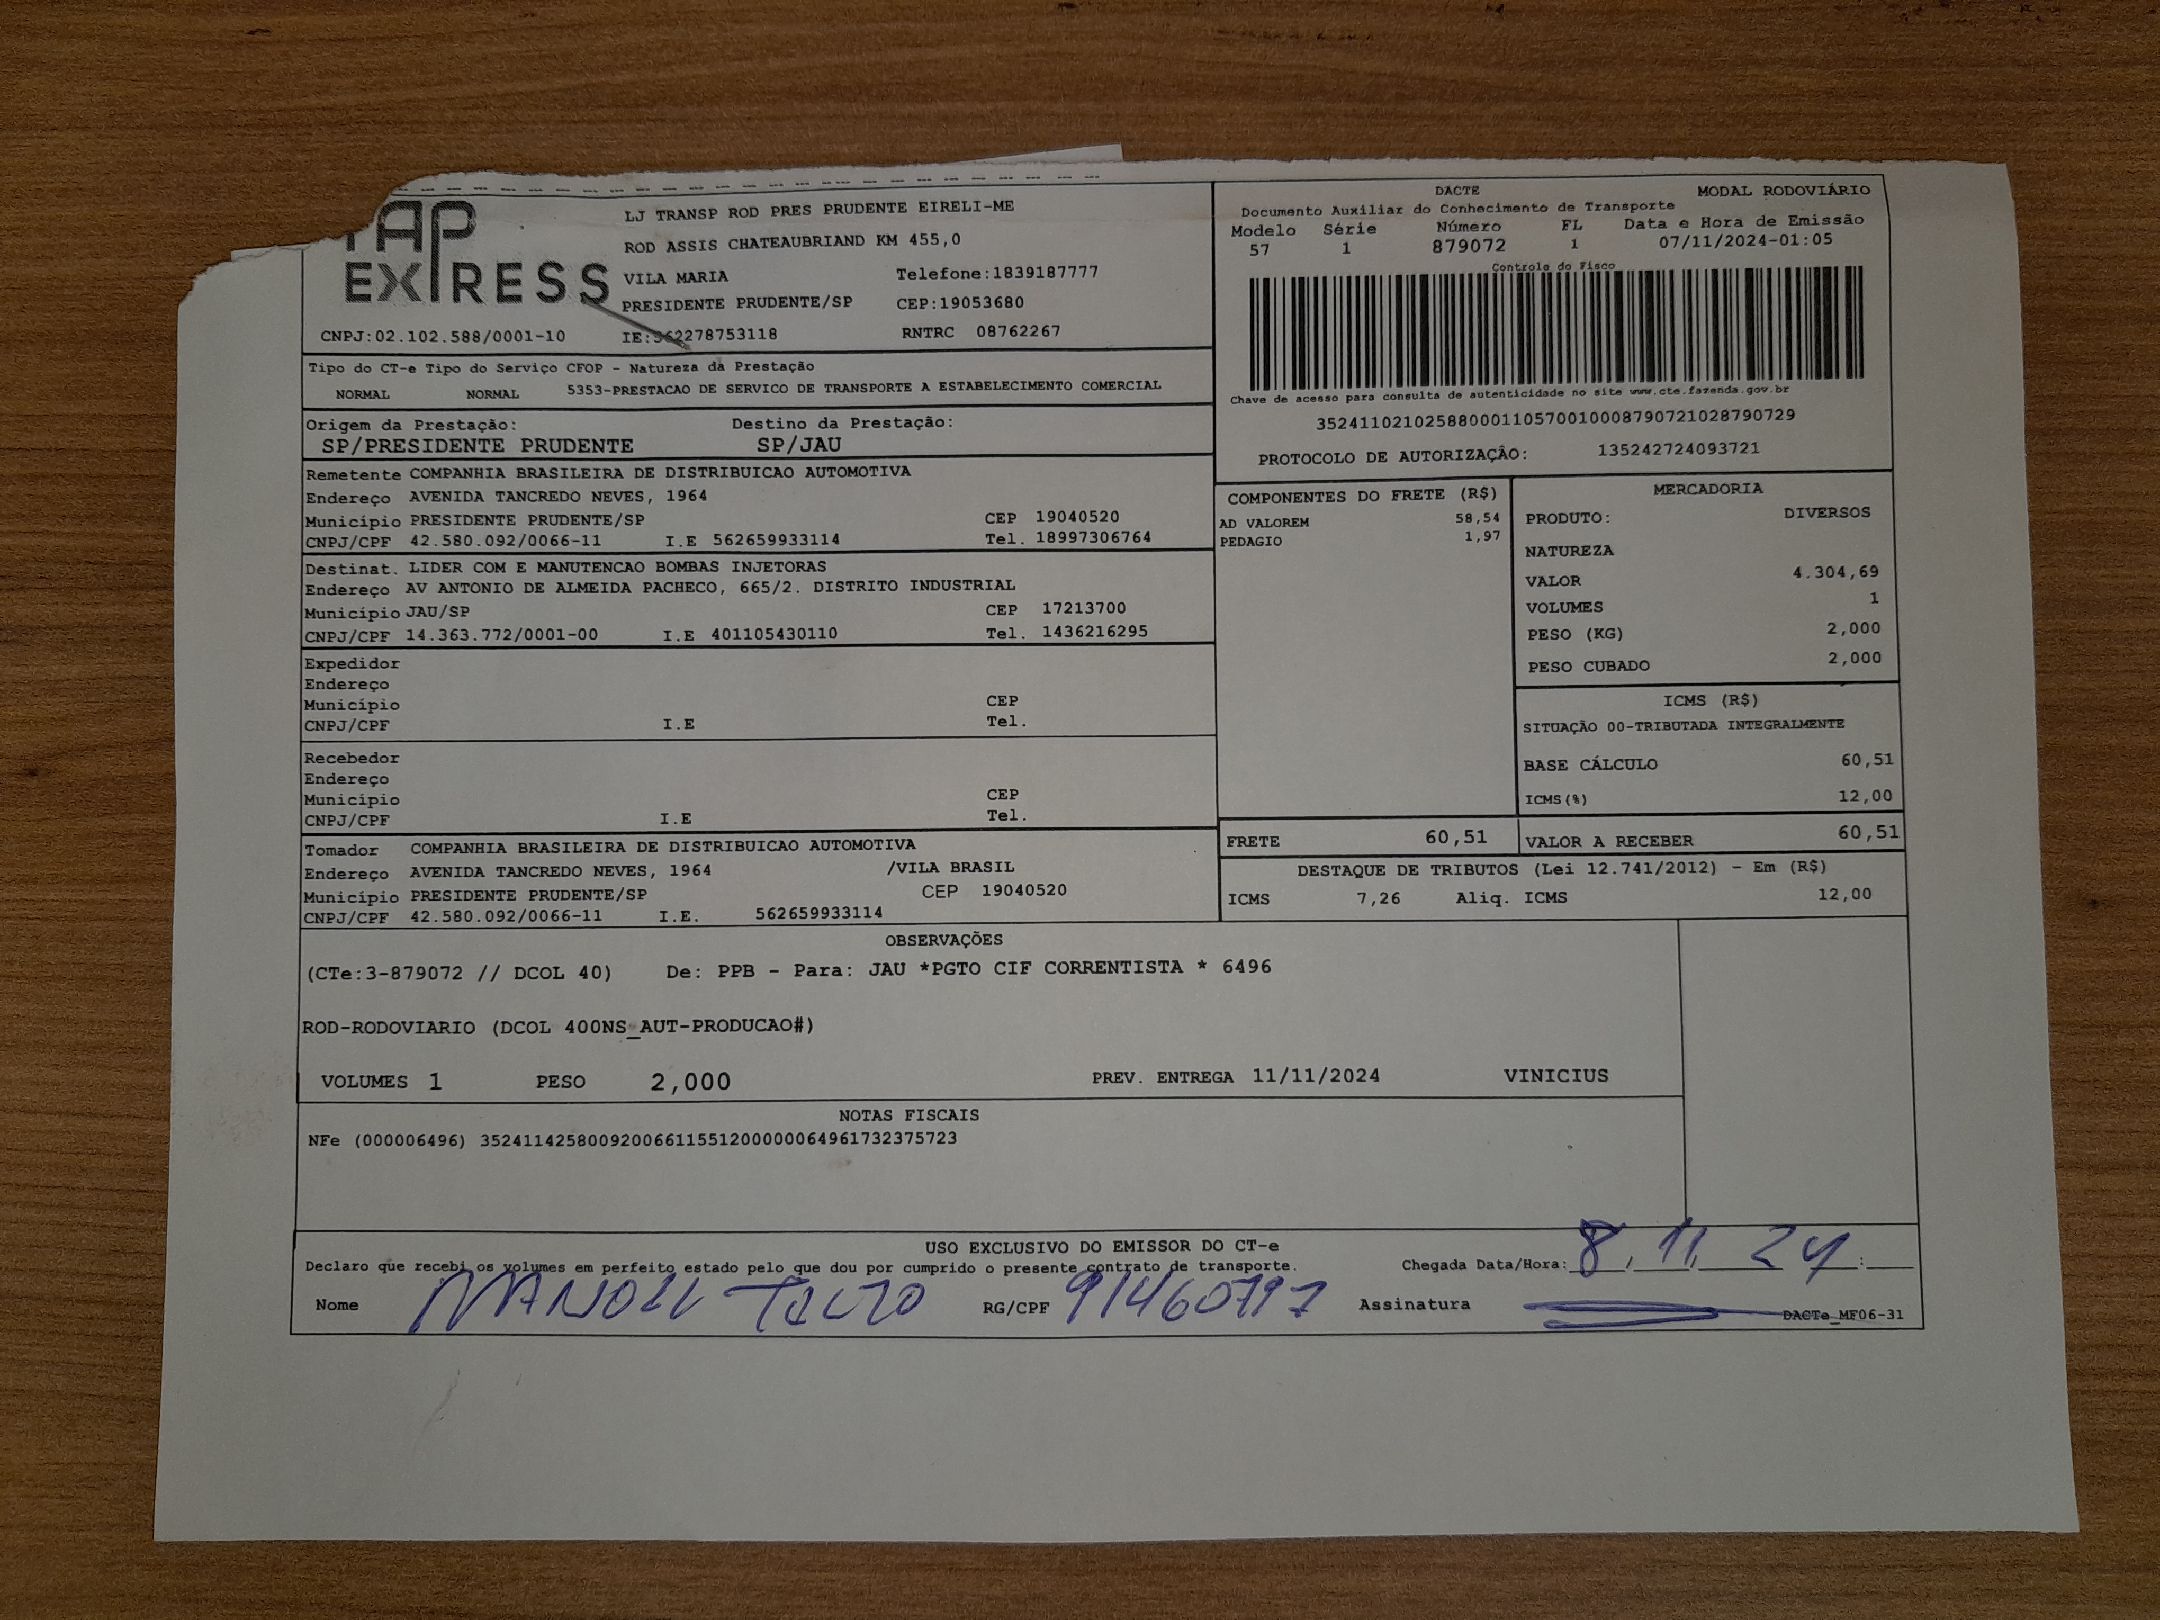 TAP
EXPRESS
LJ TRANSP ROD PRES PRUDENTE EIRELI-ME
ROD ASSIS CHATEAUBRIAND KM 455,0
VILA MARIA Telefone:1839187777
PRESIDENTE PRUDENTE/SP CEP:19053680
CNPJ:02.102.588/0001-10 IE:562278753118 RNTRC 08762267
DACTE MODAL RODOVIÁRIO
Documento Auxiliar do Conhecimento de Transporte
Modelo Série Número FL Data e Hora de Emissão
57 1 879072 1 07/11/2024-01:05
Controle do Fisco
Chave de acesso para consulta de autenticidade no site www.cte.fazenda.gov.br
35241102102588000110570010008790721028790729
PROTOCOLO DE AUTORIZAÇÃO: 135242724093721
Tipo do CT-e Tipo do Serviço CFOP - Natureza da Prestação
NORMAL NORMAL 5353-PRESTACAO DE SERVICO DE TRANSPORTE A ESTABELECIMENTO COMERCIAL
Origem da Prestação: Destino da Prestação:
SP/PRESIDENTE PRUDENTE SP/JAU
Remetente COMPANHIA BRASILEIRA DE DISTRIBUICAO AUTOMOTIVA
Endereço AVENIDA TANCREDO NEVES, 1964
Município PRESIDENTE PRUDENTE/SP CEP 19040520
CNPJ/CPF 42.580.092/0066-11 I.E 562659933114 Tel. 18997306764
Destinat. LIDER COM E MANUTENCAO BOMBAS INJETORAS
Endereço AV ANTONIO DE ALMEIDA PACHECO, 665/2. DISTRITO INDUSTRIAL
Município JAU/SP CEP 17213700
CNPJ/CPF 14.363.772/0001-00 I.E 401105430110 Tel. 1436216295
Expedidor
Endereço
Município CEP
CNPJ/CPF I.E Tel.
Recebedor
Endereço
Município CEP
CNPJ/CPF I.E Tel.
Tomador COMPANHIA BRASILEIRA DE DISTRIBUICAO AUTOMOTIVA
Endereço AVENIDA TANCREDO NEVES, 1964 /VILA BRASIL
Município PRESIDENTE PRUDENTE/SP CEP 19040520
CNPJ/CPF 42.580.092/0066-11 I.E. 562659933114
COMPONENTES DO FRETE (R$)
AD VALOREM 58,54
PEDAGIO 1,97
MERCADORIA
PRODUTO: DIVERSOS
NATUREZA
VALOR 4.304,69
VOLUMES 1
PESO (KG) 2,000
PESO CUBADO 2,000
ICMS (R$)
SITUAÇÃO 00-TRIBUTADA INTEGRALMENTE
BASE CÁLCULO 60,51
ICMS(%) 12,00
FRETE 60,51 VALOR A RECEBER 60,51
DESTAQUE DE TRIBUTOS (Lei 12.741/2012) - Em (R$)
ICMS 7,26 Aliq. ICMS 12,00
OBSERVAÇÕES
(CTe:3-879072 // DCOL 40) De: PPB - Para: JAU *PGTO CIF CORRENTISTA * 6496
ROD-RODOVIARIO (DCOL 400NS_AUT-PRODUCAO#)
VOLUMES 1 PESO 2,000 PREV. ENTREGA 11/11/2024 VINICIUS
NOTAS FISCAIS
NFe (000006496) 35241142580092006611551200000064961732375723
USO EXCLUSIVO DO EMISSOR DO CT-e
Declaro que recebi os volumes em perfeito estado pelo que dou por cumprido o presente contrato de transporte. Chegada Data/Hora: 8, 11, 24 :
Nome RG/CPF Assinatura
DACTe_MF06-31